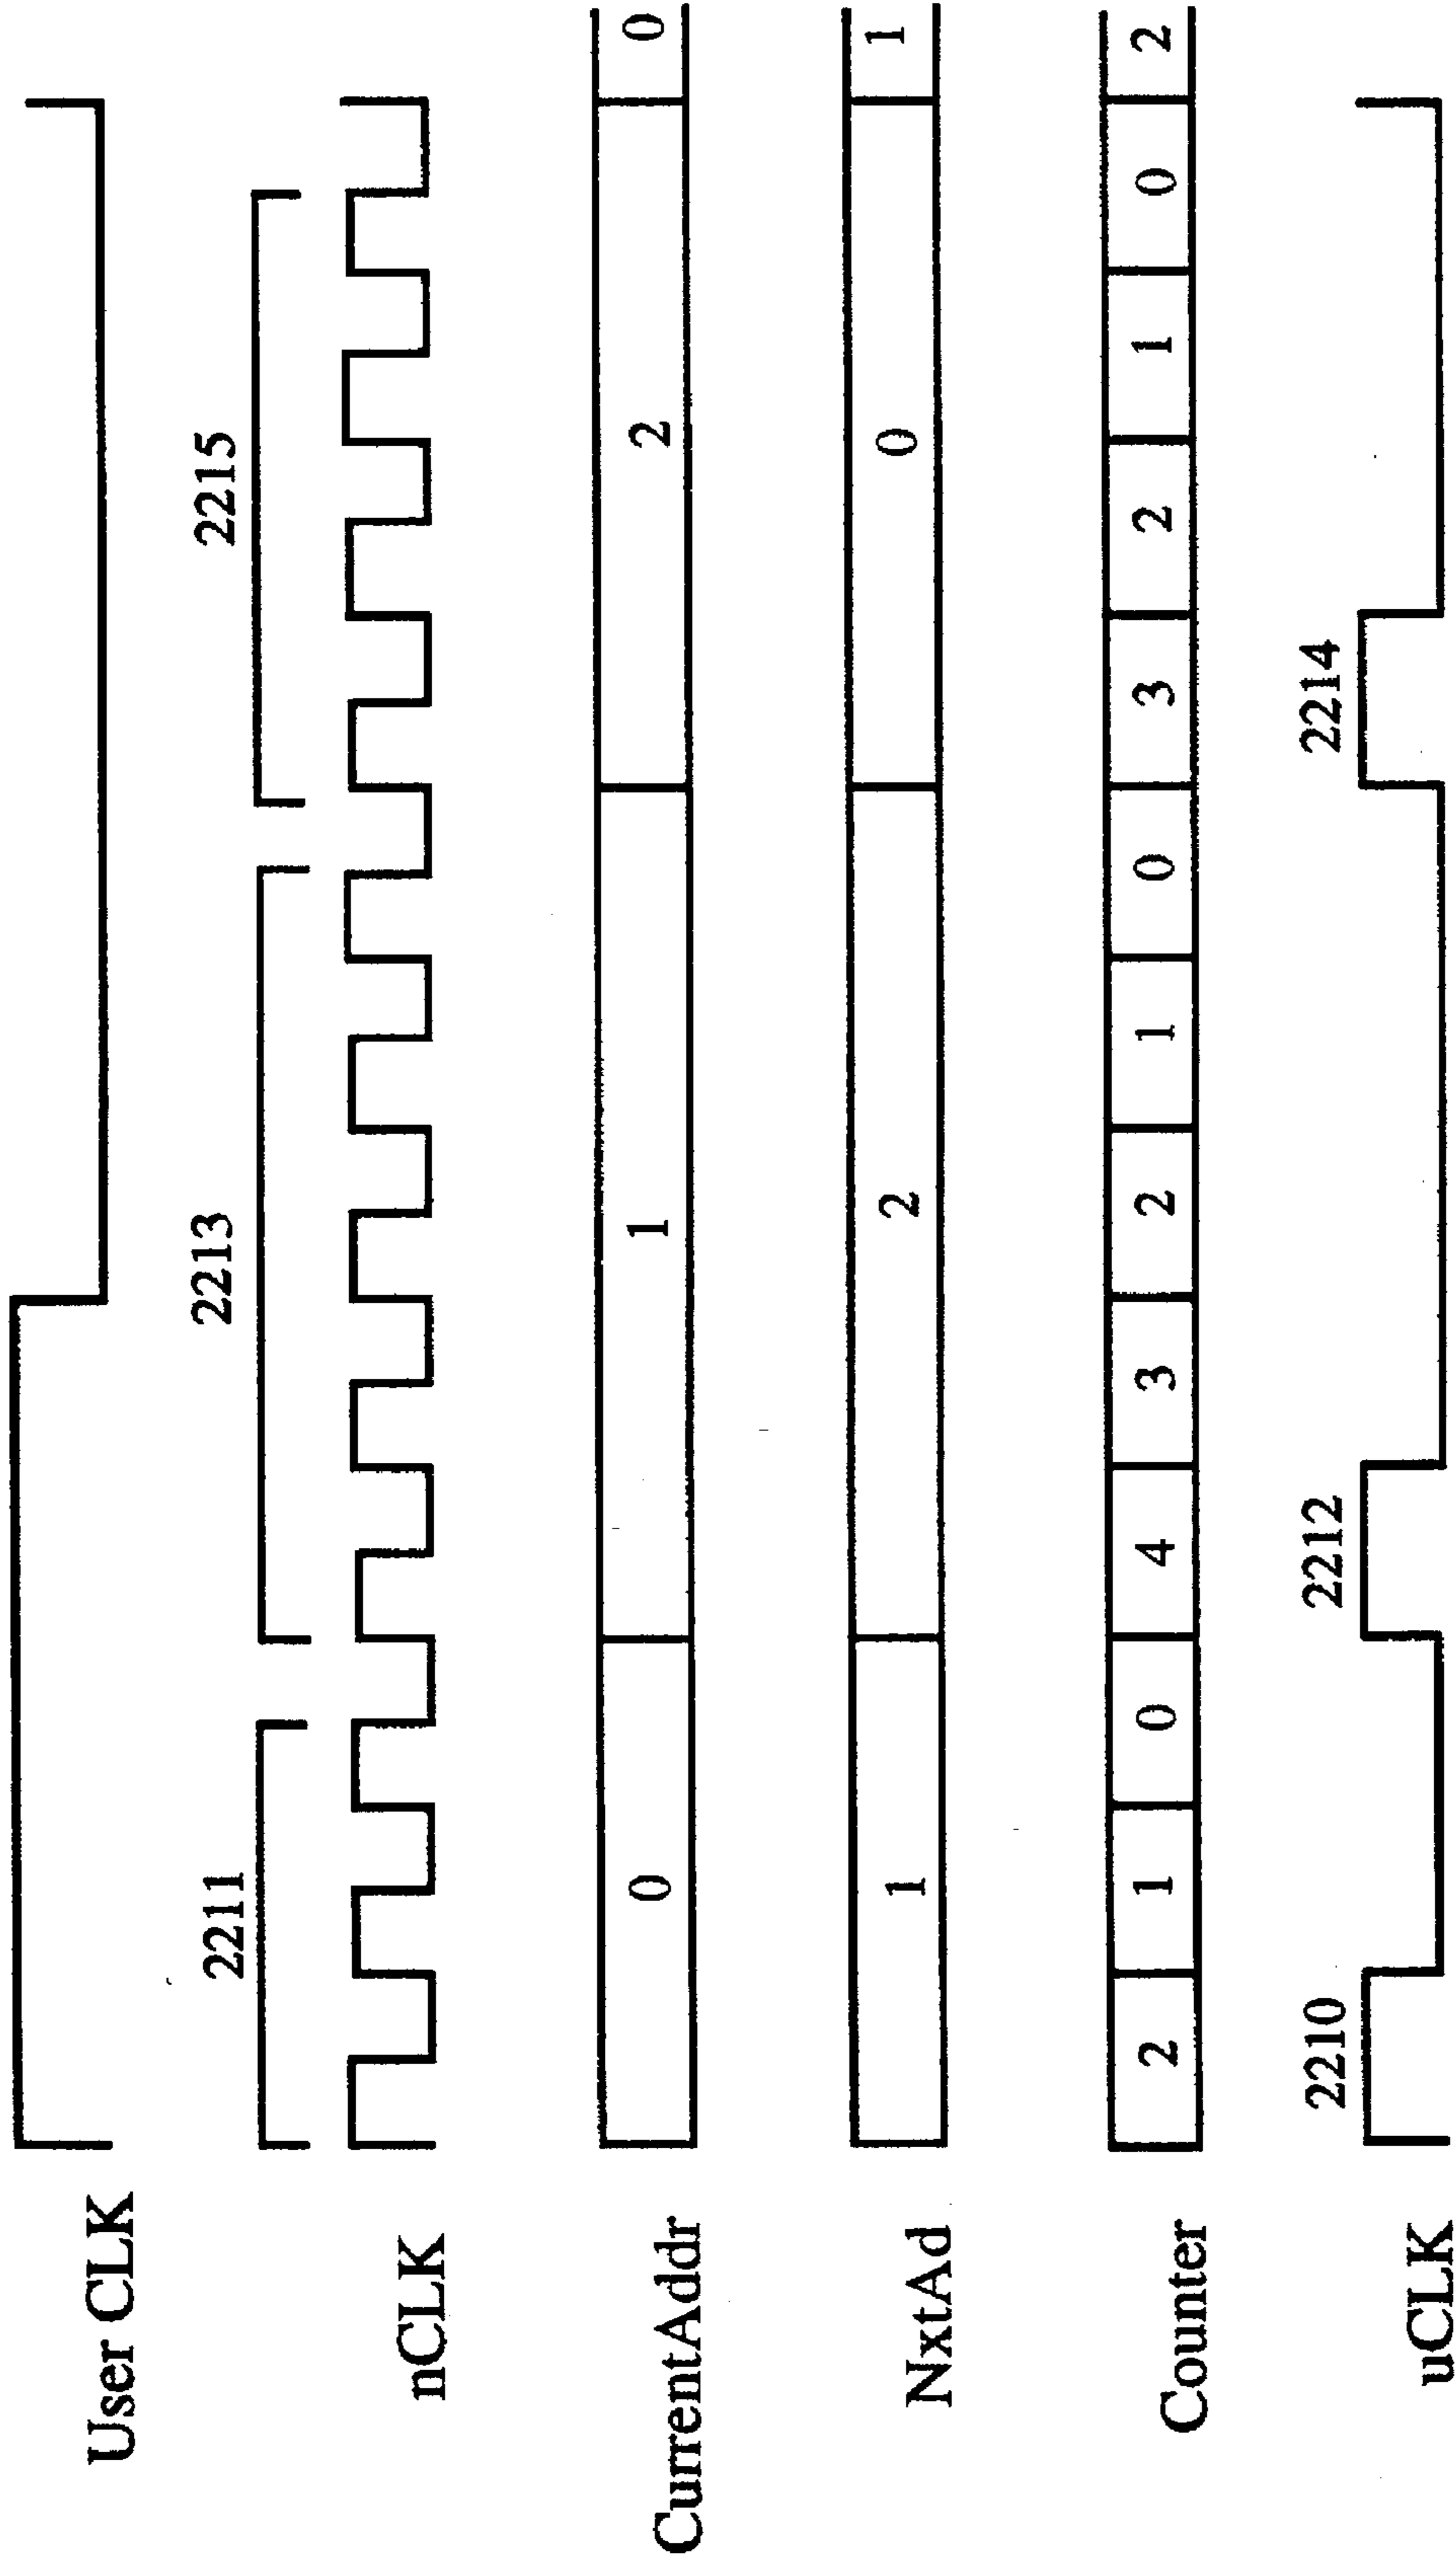 User CLK
2211 2213 2215
nCLK
CurrentAddr 0 1 2 0
NxtAd 1 2 0 1
Counter 2 1 0 4 3 2 1 0 3 2 1 0 2
2210 2212 2214
uCLK